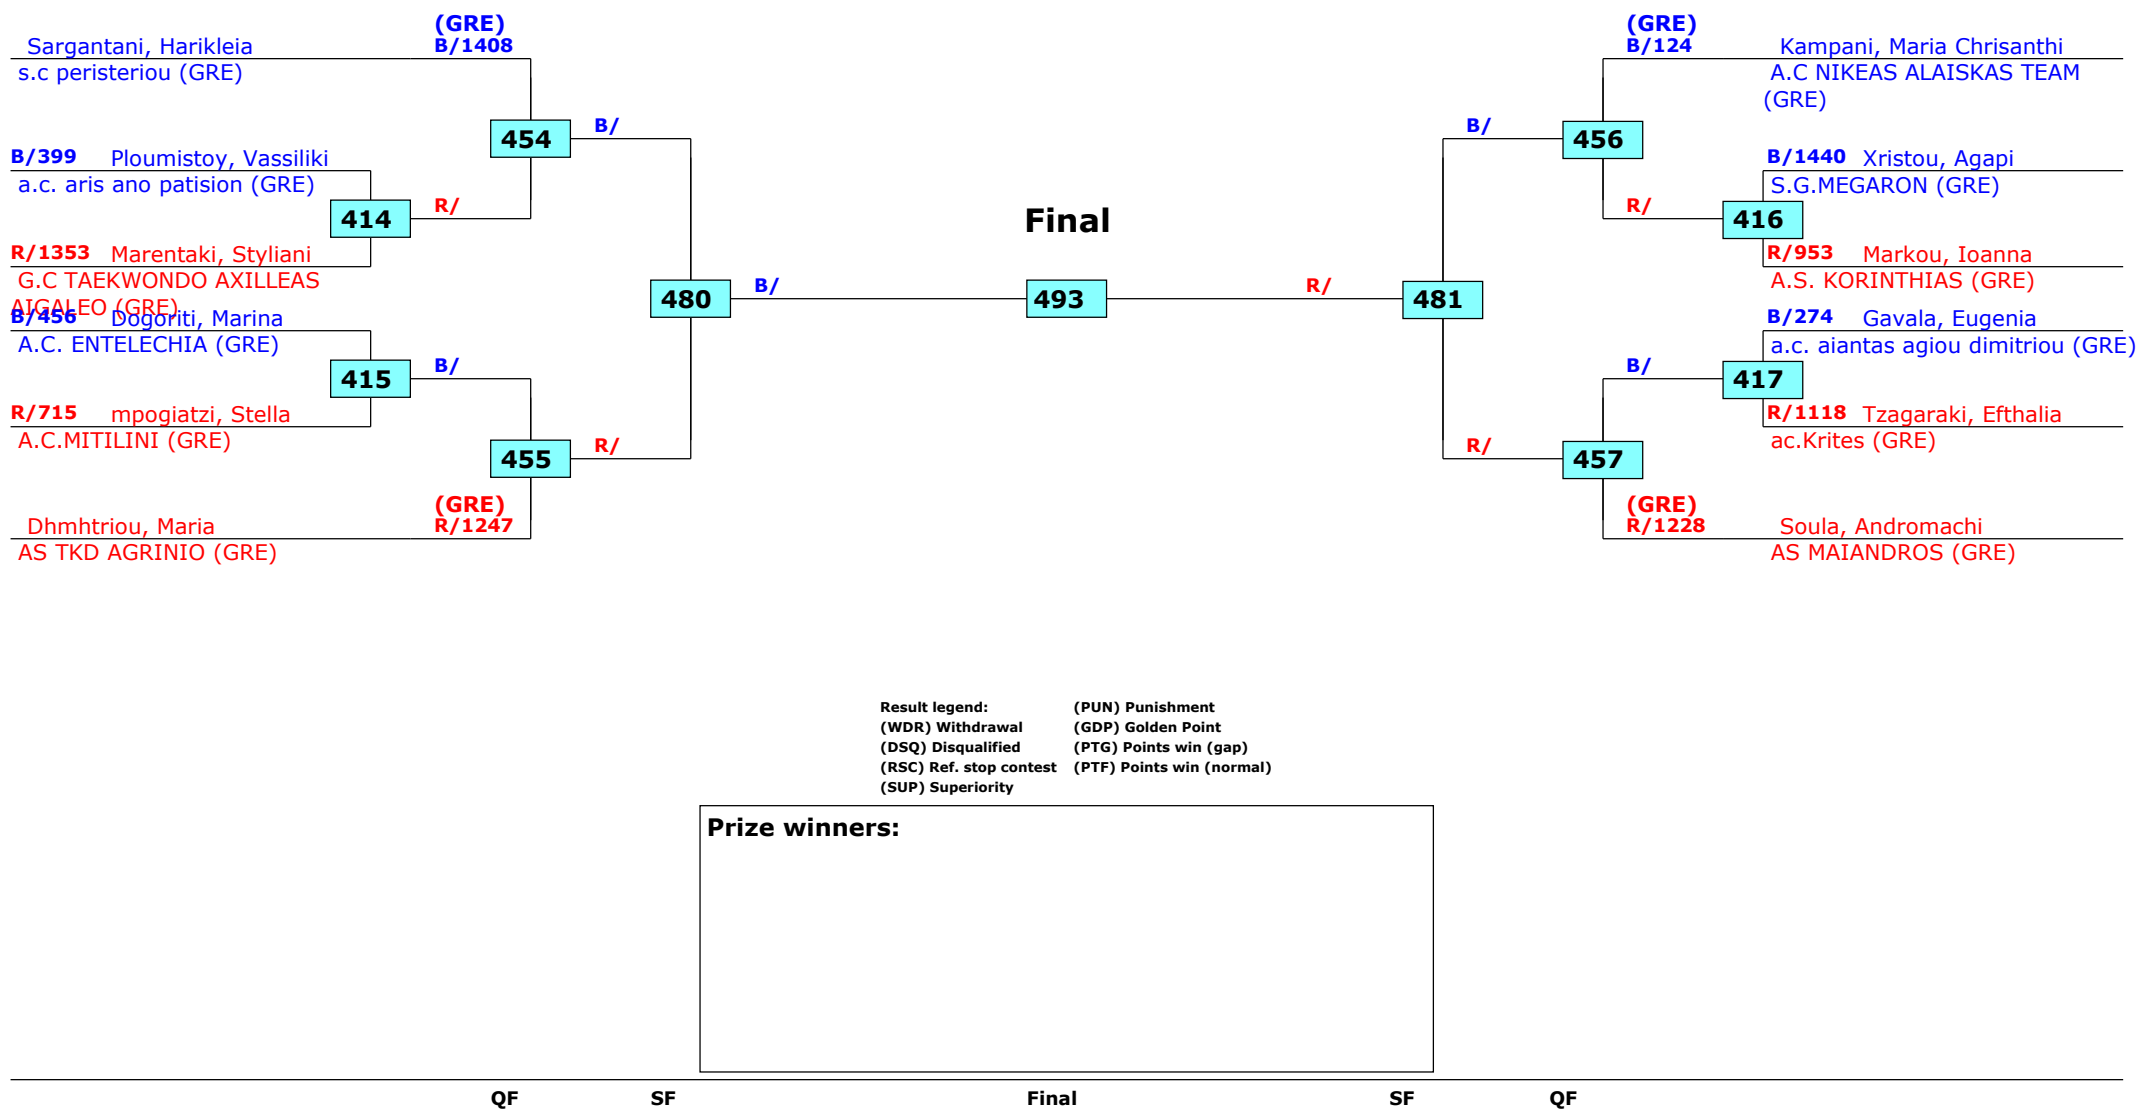 (GRE)
Sargantani, Harikleia B/1408
s.c peristeriou (GRE)
454
B/
B/399 Ploumistoy, Vassiliki
a.c. aris ano patision (GRE)
414
R/
R/1353 Marentaki, Styliani
G.C TAEKWONDO AXILLEAS
AIGALEO (GRE)
480
B/
B/456 Dogoriti, Marina
A.C. ENTELECHIA (GRE)
415
B/
R/715 mpogiatzi, Stella
A.C.MITILINI (GRE)
455
R/
(GRE)
Dhmhtriou, Maria R/1247
AS TKD AGRINIO (GRE)
Final
493
(GRE)
B/124 Kampani, Maria Chrisanthi
A.C NIKEAS ALAISKAS TEAM
(GRE)
B/
456
B/1440 Xristou, Agapi
S.G.MEGARON (GRE)
R/
416
R/953 Markou, Ioanna
A.S. KORINTHIAS (GRE)
R/
481
B/274 Gavala, Eugenia
a.c. aiantas agiou dimitriou (GRE)
B/
417
R/1118 Tzagaraki, Efthalia
ac.Krites (GRE)
R/
457
(GRE)
R/1228 Soula, Andromachi
AS MAIANDROS (GRE)
Result legend: (PUN) Punishment
(WDR) Withdrawal (GDP) Golden Point
(DSQ) Disqualified (PTG) Points win (gap)
(RSC) Ref. stop contest (PTF) Points win (normal)
(SUP) Superiority
Prize winners:
QF SF Final SF QF